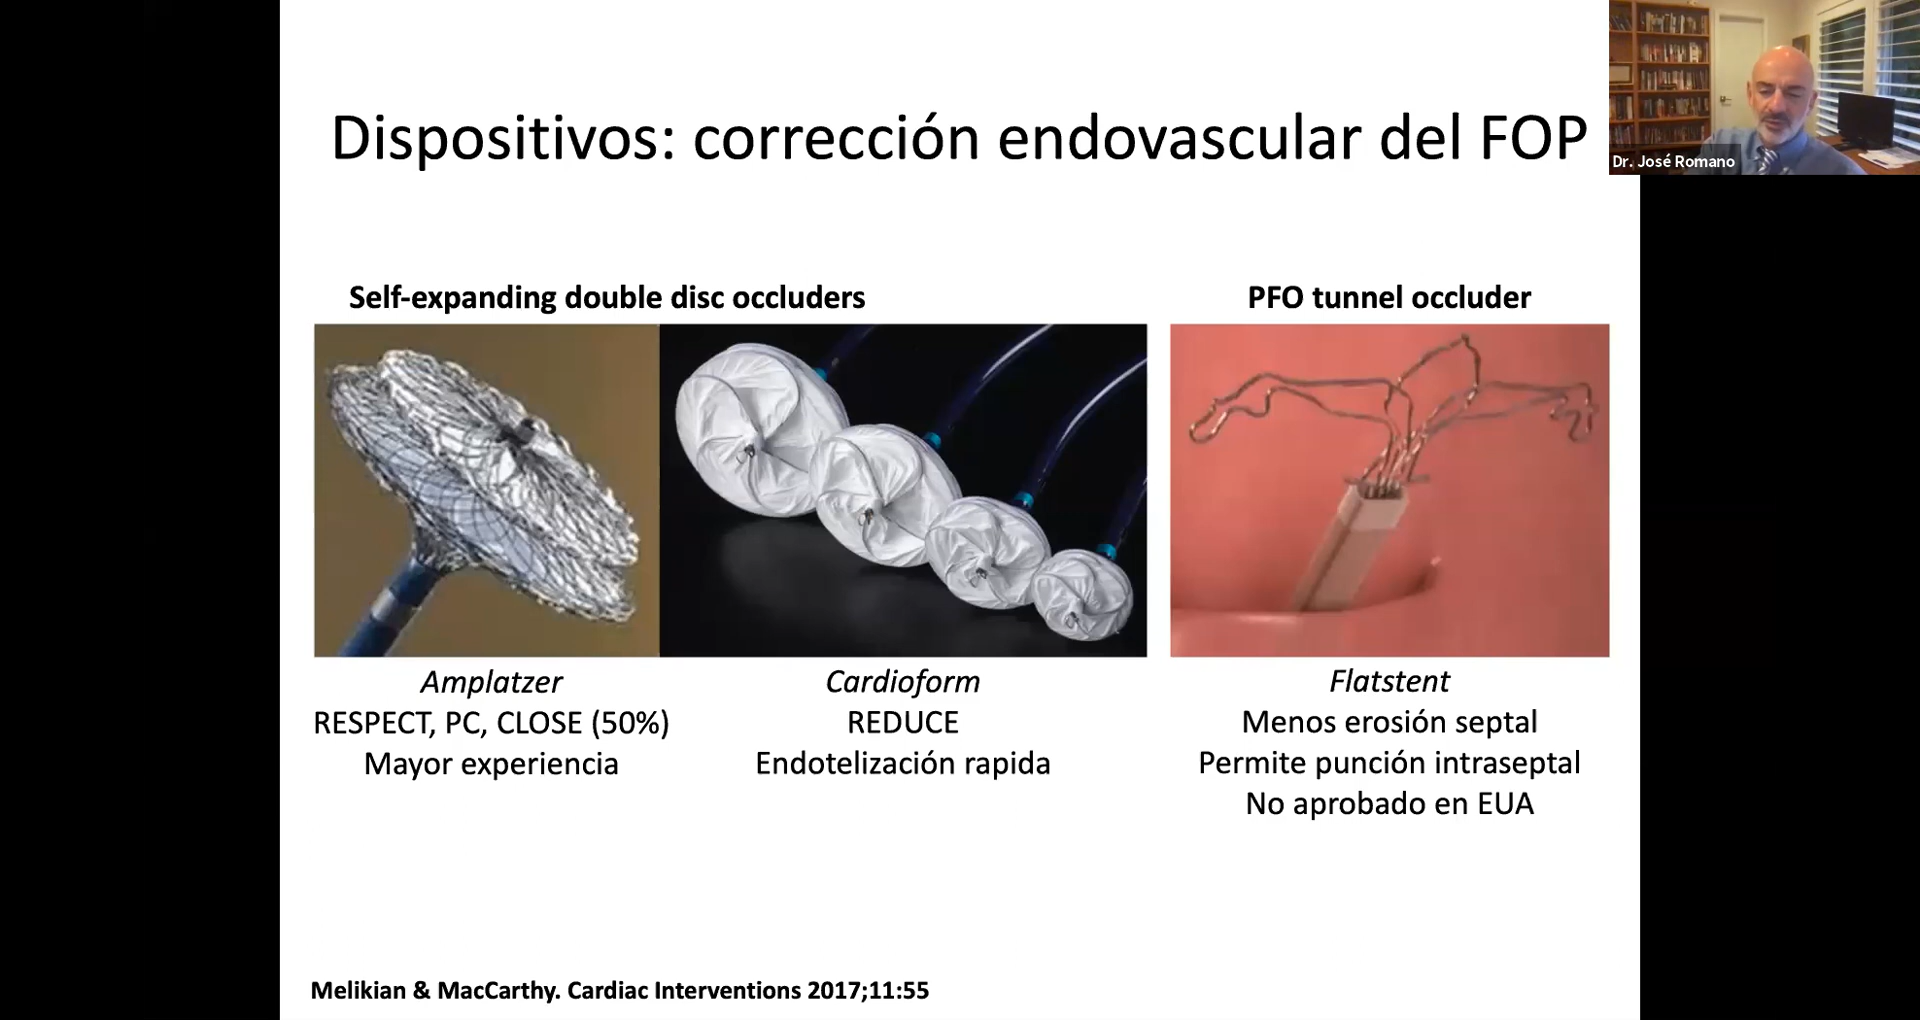 Dispositivos: corrección endovascular del FOP
Dr. José Romano
Self-expanding double disc occluders
PFO tunnel occluder
Amplatzer
RESPECT, PC, CLOSE (50%)
Mayor experiencia
Cardioform
REDUCE
Endotelización rapida
Flatstent
Menos erosión septal
Permite punción intraseptal
No aprobado en EUA
Melikian & MacCarthy. Cardiac Interventions 2017;11:55